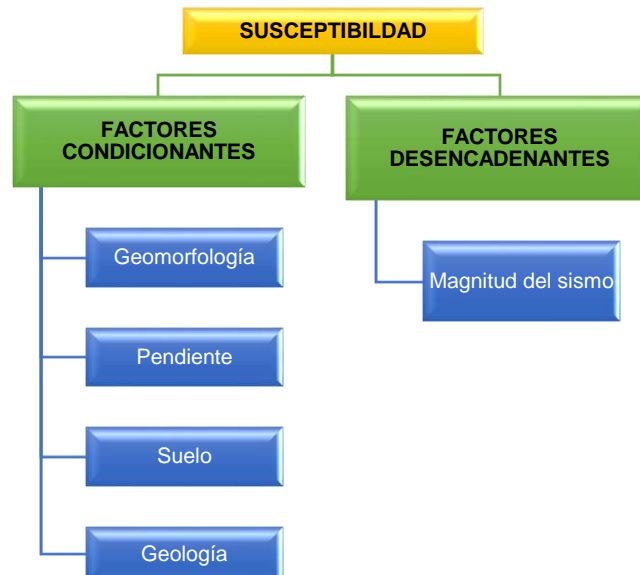 SUSCEPTIBILDAD
FACTORES
CONDICIONANTES
FACTORES
DESENCADENANTES
Geomorfología
Magnitud del sismo
Pendiente
Suelo
Geología